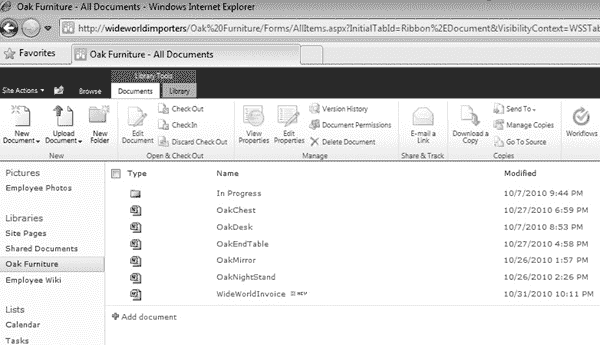 Oak Furniture - All Documents - Windows Internet Explorer
http://wideworldimporters/Oak%20Furniture/Forms/AllItems.aspx?InitialTabId=Ribbon%2EDocument&VisibilityContext=WSSTab
Favorites Oak Furniture - All Documents
Library Tools
Site Actions Browse Documents Library
New Document Upload Document New Folder
Edit Document Check Out Check In Discard Check Out
View Properties Edit Properties Version History Document Permissions Delete Document
E-mail a Link
Download a Copy Send To Manage Copies Go To Source
Workflows
New Open & Check Out Manage Share & Track Copies
Pictures
Employee Photos
Libraries
Site Pages
Shared Documents
Oak Furniture
Employee Wiki
Lists
Calendar
Tasks
Type Name Modified
In Progress 10/7/2010 9:44 PM
OakChest 10/27/2010 6:59 PM
OakDesk 10/7/2010 8:53 PM
OakEndTable 10/27/2010 4:58 PM
OakMirror 10/26/2010 1:57 PM
OakNightStand 10/26/2010 2:26 PM
WideWorldInvoice NEW 10/31/2010 10:11 PM
Add document